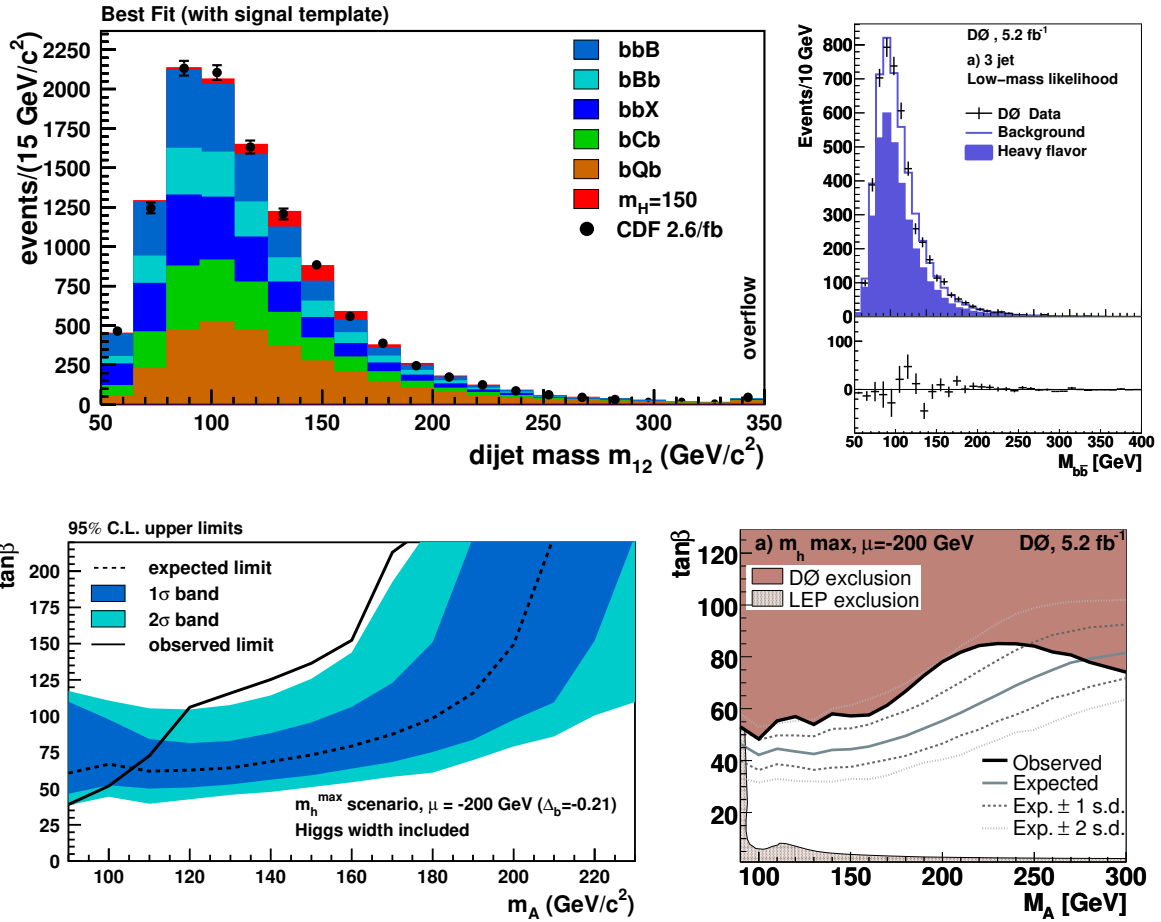 Best Fit (with signal template)
events/(15 GeV/c²)
2250
2000
1750
1500
1250
1000
750
500
250
0
bbB
bBb
bbX
bCb
bQb
m_H=150
CDF 2.6/fb
overflow
50 100 150 200 250 300 350
dijet mass m₁₂ (GeV/c²)
Events/10 GeV
800
700
600
500
400
300
200
100
0
DØ , 5.2 fb⁻¹
a) 3 jet
Low-mass likelihood
DØ Data
Background
Heavy flavor
100
0
50 100 150 200 250 300 350 400
M_bb̄ [GeV]
95% C.L. upper limits
tanβ
200
175
150
125
100
75
50
25
0
expected limit
1σ band
2σ band
observed limit
m_h^max scenario, μ = -200 GeV (Δ_b=-0.21)
Higgs width included
100 120 140 160 180 200 220
m_A (GeV/c²)
tanβ
120
100
80
60
40
20
a) m_h max, μ=-200 GeV DØ, 5.2 fb⁻¹
DØ exclusion
LEP exclusion
Observed
Expected
Exp. ± 1 s.d.
Exp. ± 2 s.d.
100 150 200 250 300
M_A [GeV]